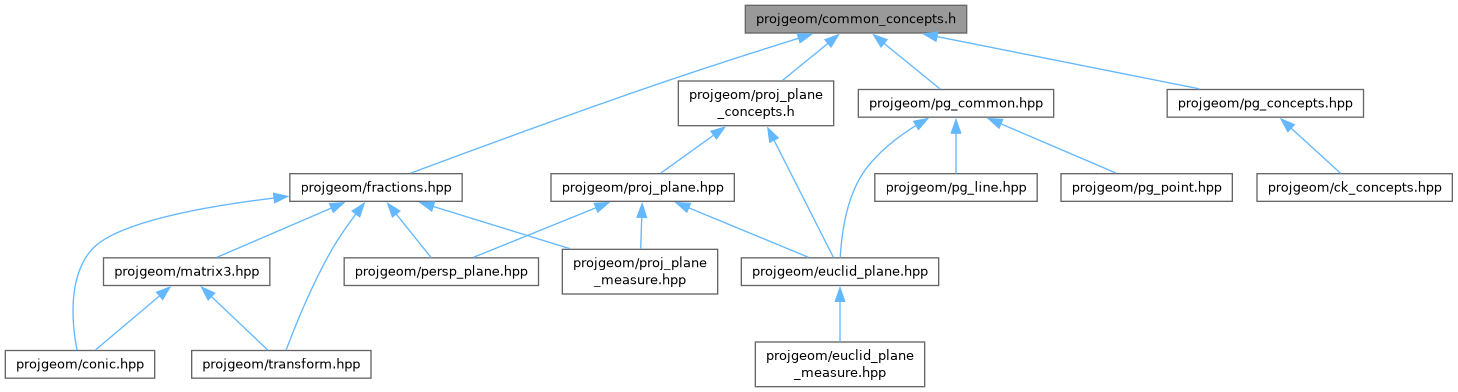 projgeom/common_concepts.h
projgeom/proj_plane
_concepts.h
projgeom/pg_common.hpp
projgeom/pg_concepts.hpp
projgeom/fractions.hpp
projgeom/proj_plane.hpp
projgeom/pg_line.hpp
projgeom/pg_point.hpp
projgeom/ck_concepts.hpp
projgeom/matrix3.hpp
projgeom/persp_plane.hpp
projgeom/proj_plane
_measure.hpp
projgeom/euclid_plane.hpp
projgeom/conic.hpp
projgeom/transform.hpp
projgeom/euclid_plane
_measure.hpp